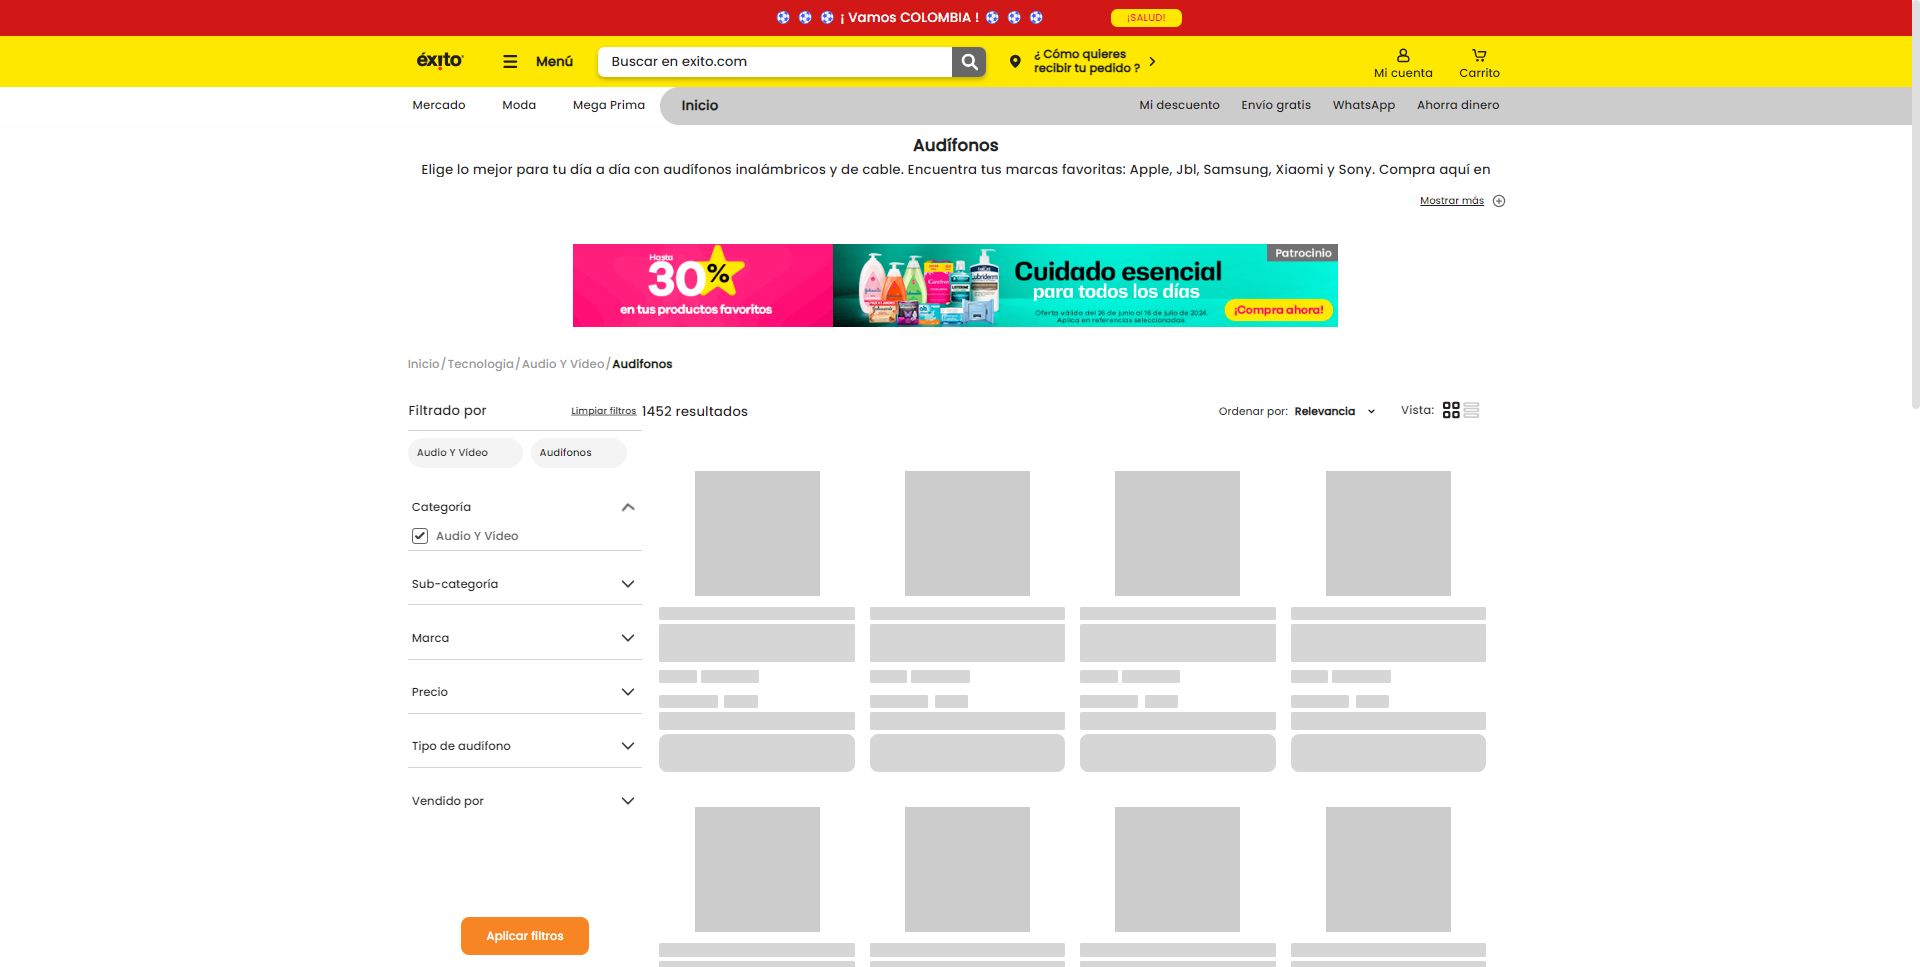 ¡ Vamos COLOMBIA !
¡SALUD!
éxito
Menú
Buscar en exito.com
¿ Cómo quieres
recibir tu pedido ?
Mi cuenta
Carrito
Mercado
Moda
Mega Prima
Inicio
Mi descuento
Envío gratis
WhatsApp
Ahorra dinero
Audífonos
Elige lo mejor para tu día a día con audífonos inalámbricos y de cable. Encuentra tus marcas favoritas: Apple, Jbl, Samsung, Xiaomi y Sony. Compra aquí en
Mostrar más
Hasta
30%
en tus productos favoritos
Cuidado esencial
para todos los días
Oferta válida del 26 de junio al 16 de julio de 2024.
Aplica en referencias seleccionadas.
Patrocinio
¡Compra ahora!
Inicio/Tecnologia/Audio Y Vídeo/Audifonos
Filtrado por
Limpiar filtros
1452 resultados
Ordenar por: Relevancia
Vista:
Audio Y Vídeo
Audifonos
Categoría
Audio Y Vídeo
Sub-categoría
Marca
Precio
Tipo de audífono
Vendido por
Aplicar filtros